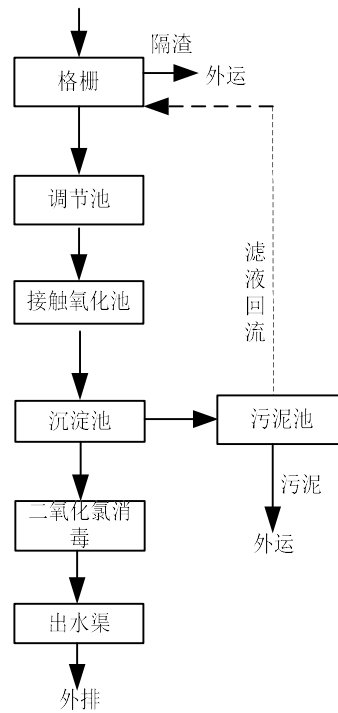 隔渣
格栅
外运
调节池
滤液回流
接触氧化池
沉淀池
污泥池
污泥
二氧化氯消
毒
外运
出水渠
外排